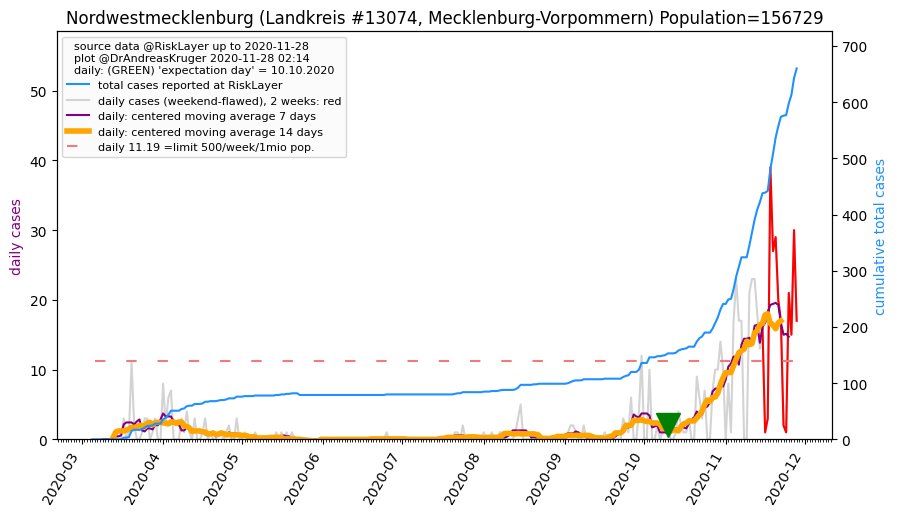 Nordwestmecklenburg (Landkreis #13074, Mecklenburg-Vorpommern) Population=156729
source data @RiskLayer up to 2020-11-28
plot @DrAndreasKruger 2020-11-28 02:14
daily: (GREEN) 'expectation day' = 10.10.2020
total cases reported at RiskLayer
daily cases (weekend-flawed), 2 weeks: red
daily: centered moving average 7 days
daily: centered moving average 14 days
daily 11.19 =limit 500/week/1mio pop.
daily cases
50
40
30
20
10
0
cumulative total cases
700
600
500
400
300
200
100
0
2020-03
2020-04
2020-05
2020-06
2020-07
2020-08
2020-09
2020-10
2020-11
2020-12